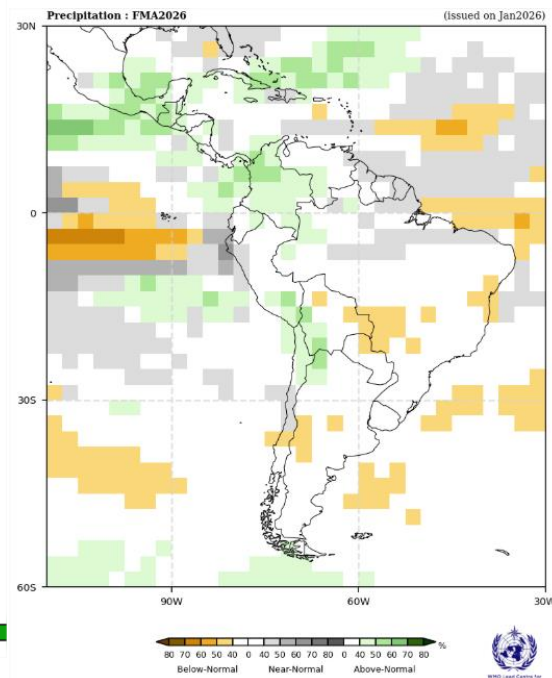 Precipitation : FMA2026 (issued on Jan2026)
30N
0
30S
60S
90W 60W 30W
80 70 60 50 40 0 40 50 60 70 80 0 40 50 60 70 80 %
Below-Normal Near-Normal Above-Normal